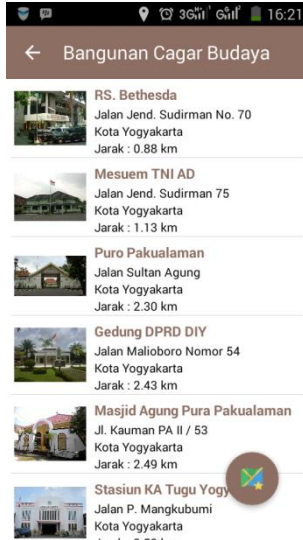 3G 16:21
Bangunan Cagar Budaya
RS. Bethesda
Jalan Jend. Sudirman No. 70
Kota Yogyakarta
Jarak : 0.88 km
Mesuem TNI AD
Jalan Jend. Sudirman 75
Kota Yogyakarta
Jarak : 1.13 km
Puro Pakualaman
Jalan Sultan Agung
Kota Yogyakarta
Jarak : 2.30 km
Gedung DPRD DIY
Jalan Malioboro Nomor 54
Kota Yogyakarta
Jarak : 2.43 km
Masjid Agung Pura Pakualaman
Jl. Kauman PA II / 53
Kota Yogyakarta
Jarak : 2.49 km
Stasiun KA Tugu Yogy
Jalan P. Mangkubumi
Kota Yogyakarta